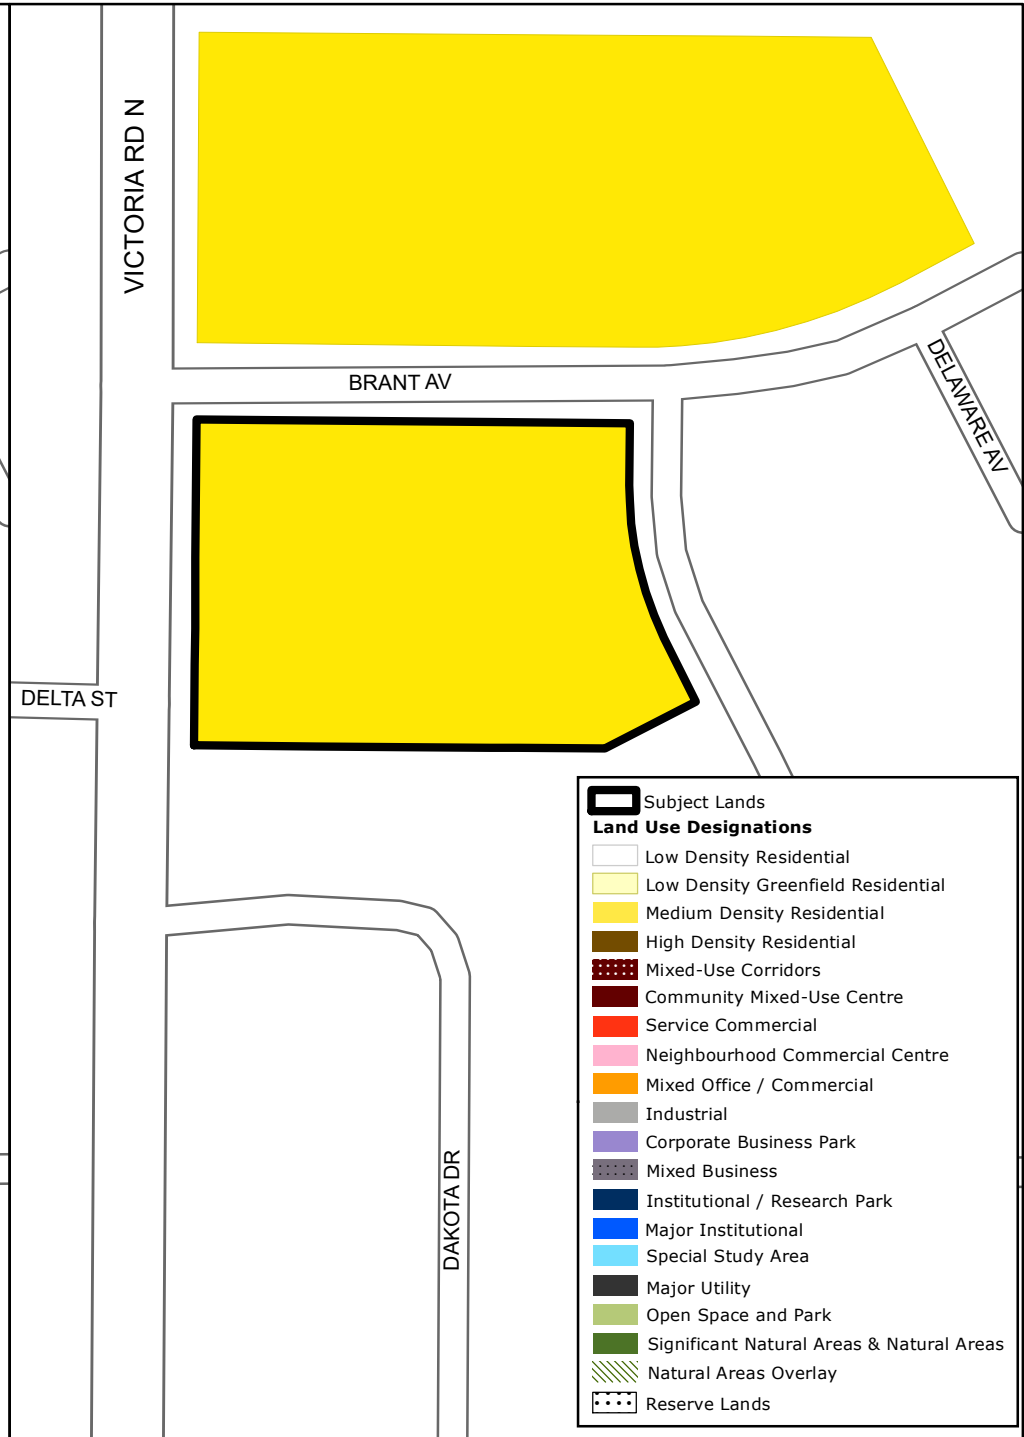 VICTORIA RD N
BRANT AV
DELAWARE AV
DELTA ST
DAKOTA DR
Subject Lands
Land Use Designations
Low Density Residential
Low Density Greenfield Residential
Medium Density Residential
High Density Residential
Mixed-Use Corridors
Community Mixed-Use Centre
Service Commercial
Neighbourhood Commercial Centre
Mixed Office / Commercial
Industrial
Corporate Business Park
Mixed Business
Institutional / Research Park
Major Institutional
Special Study Area
Major Utility
Open Space and Park
Significant Natural Areas & Natural Areas
Natural Areas Overlay
Reserve Lands